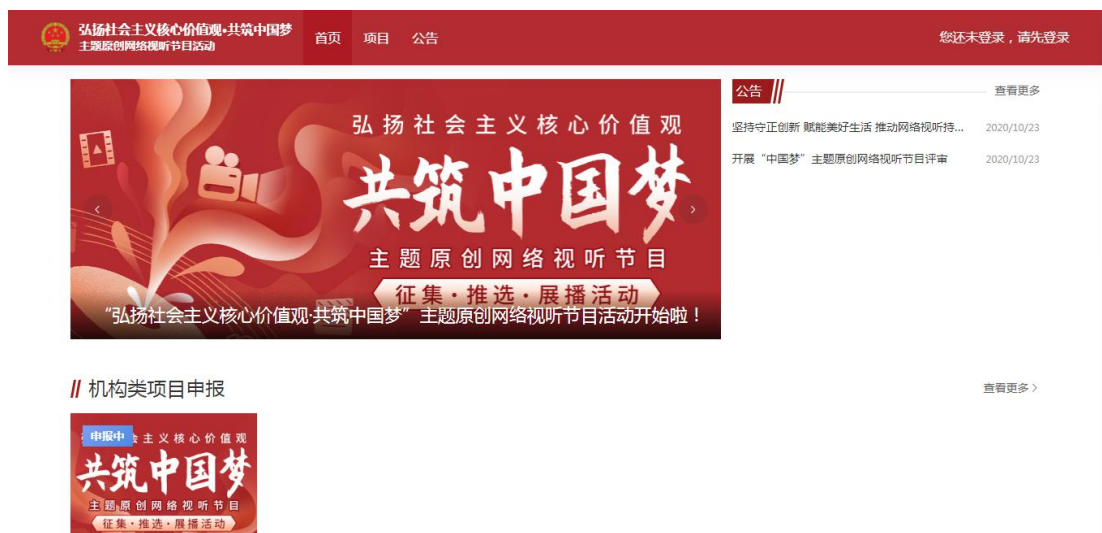 弘扬社会主义核心价值观•共筑中国梦
主题原创网络视听节目活动
首页 项目 公告
您还未登录，请先登录
弘扬社会主义核心价值观
共筑中国梦
主题原创网络视听节目
征集·推选·展播活动
“弘扬社会主义核心价值观·共筑中国梦”主题原创网络视听节目活动开始啦！
公告 查看更多
坚持守正创新 赋能美好生活 推动网络视听持... 2020/10/23
开展“中国梦”主题原创网络视听节目评审 2020/10/23
机构类项目申报 查看更多
申报中
主义核心价值观
共筑中国梦
主题原创网络视听节目
征集·推选·展播活动